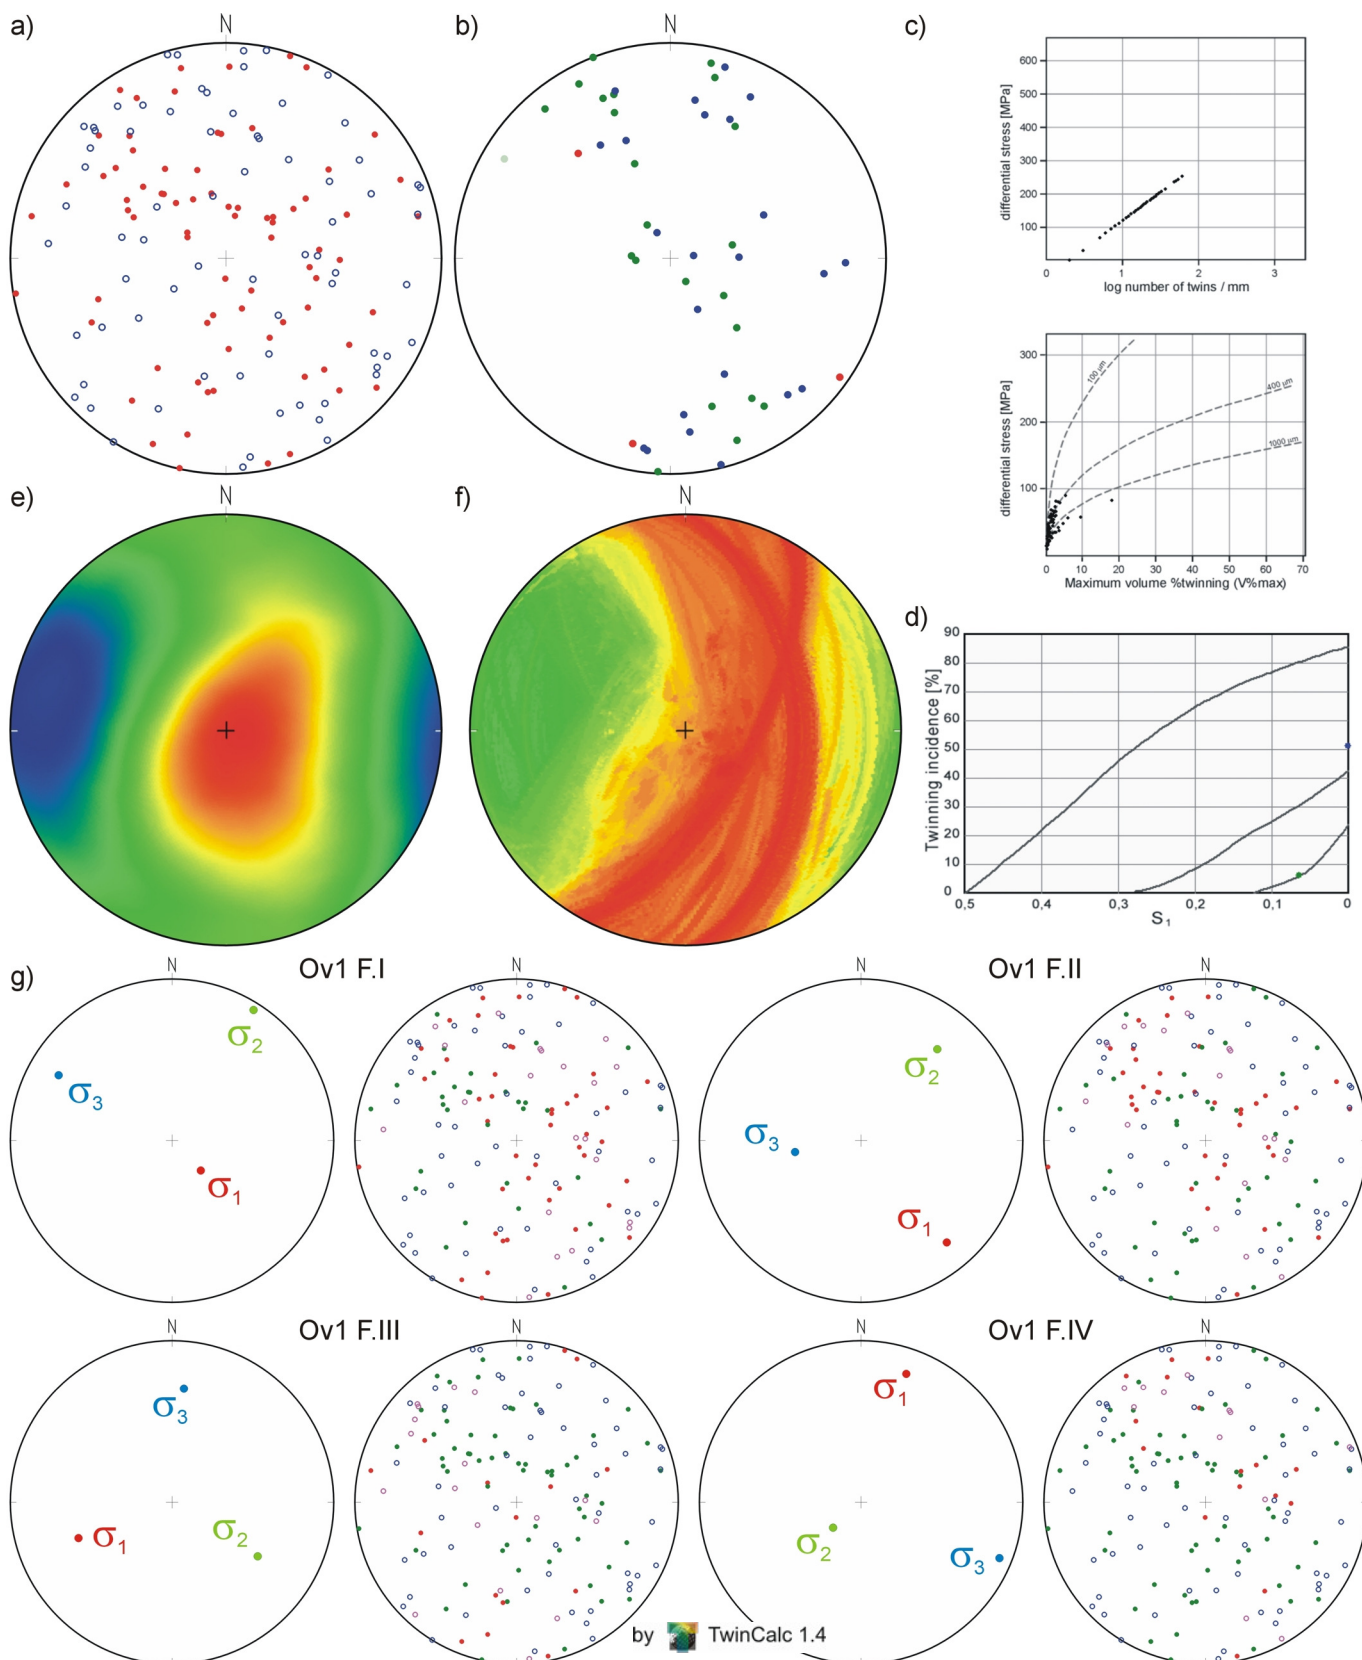 a)
N
b)
N
c)
differential stress [MPa]
600
500
400
300
200
100
0 1 2 3
log number of twins / mm
differential stress [MPa]
300
200
100
100 μm
400 μm
1000 μm
0 10 20 30 40 50 60 70
Maximum volume %twinning (V%max)
d)
Twinning incidence [%]
90
80
70
60
50
40
30
20
10
0
0,5 0,4 0,3 0,2 0,1 0
S1
e)
N
f)
N
g)
Ov1 F.I
N
σ2
σ3
σ1
N
Ov1 F.II
N
σ2
σ3
σ1
N
Ov1 F.III
N
σ3
σ1
σ2
N
Ov1 F.IV
N
σ1
σ2
σ3
N
by TwinCalc 1.4